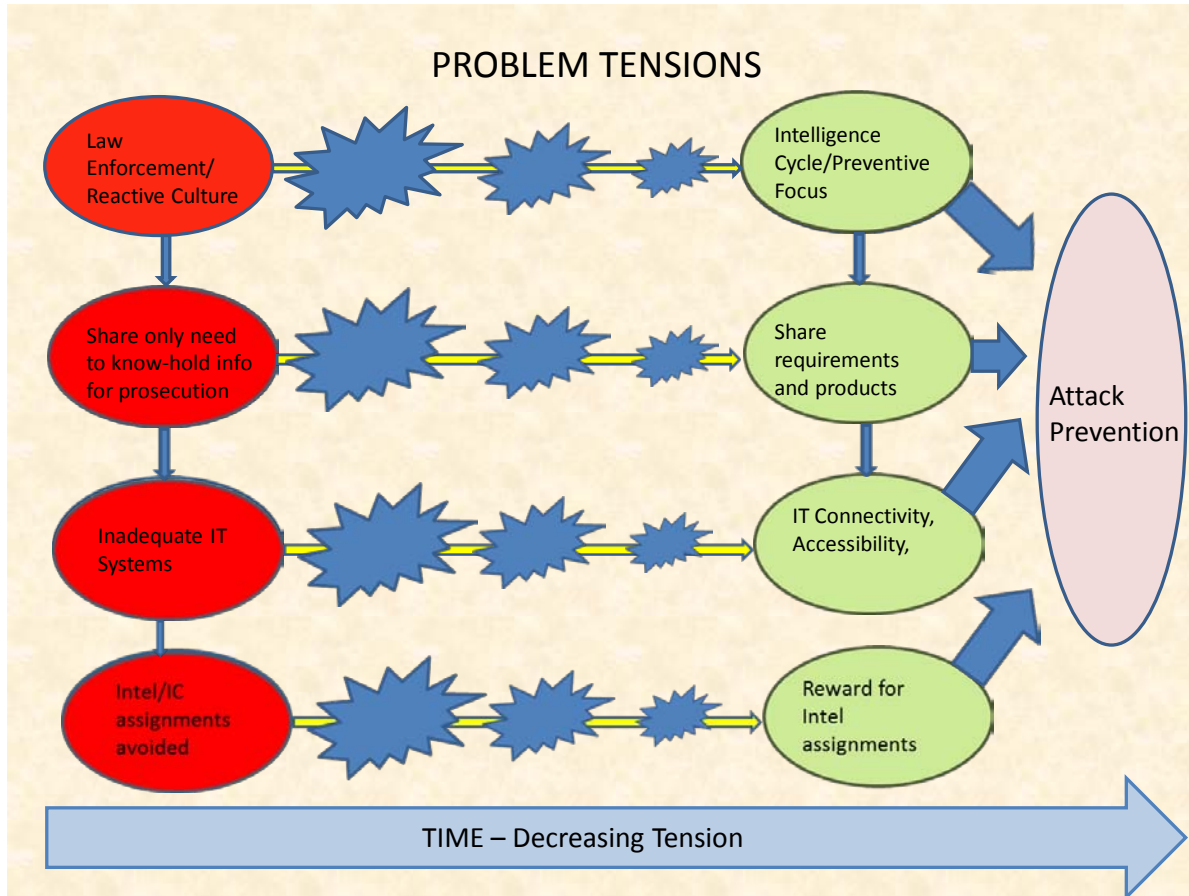 PROBLEM TENSIONS
Law
Enforcement/
Reactive Culture
Intelligence
Cycle/Preventive
Focus
Share only need
to know-hold info
for prosecution
Share
requirements
and products
Attack
Prevention
Inadequate IT
Systems
IT Connectivity,
Accessibility,
Intel/IC
assignments
avoided
Reward for
Intel
assignments
TIME – Decreasing Tension